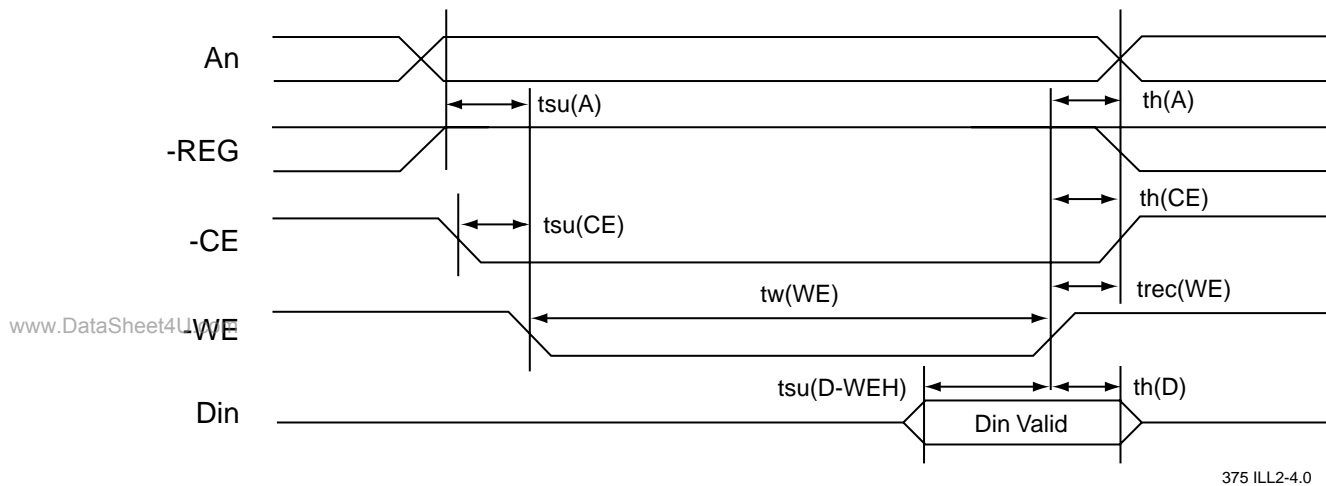 An
tsu(A)
th(A)
-REG
th(CE)
tsu(CE)
-CE
tw(WE)
trec(WE)
www.DataSheet4U.com
-WE
tsu(D-WEH)
th(D)
Din
Din Valid
375 ILL2-4.0